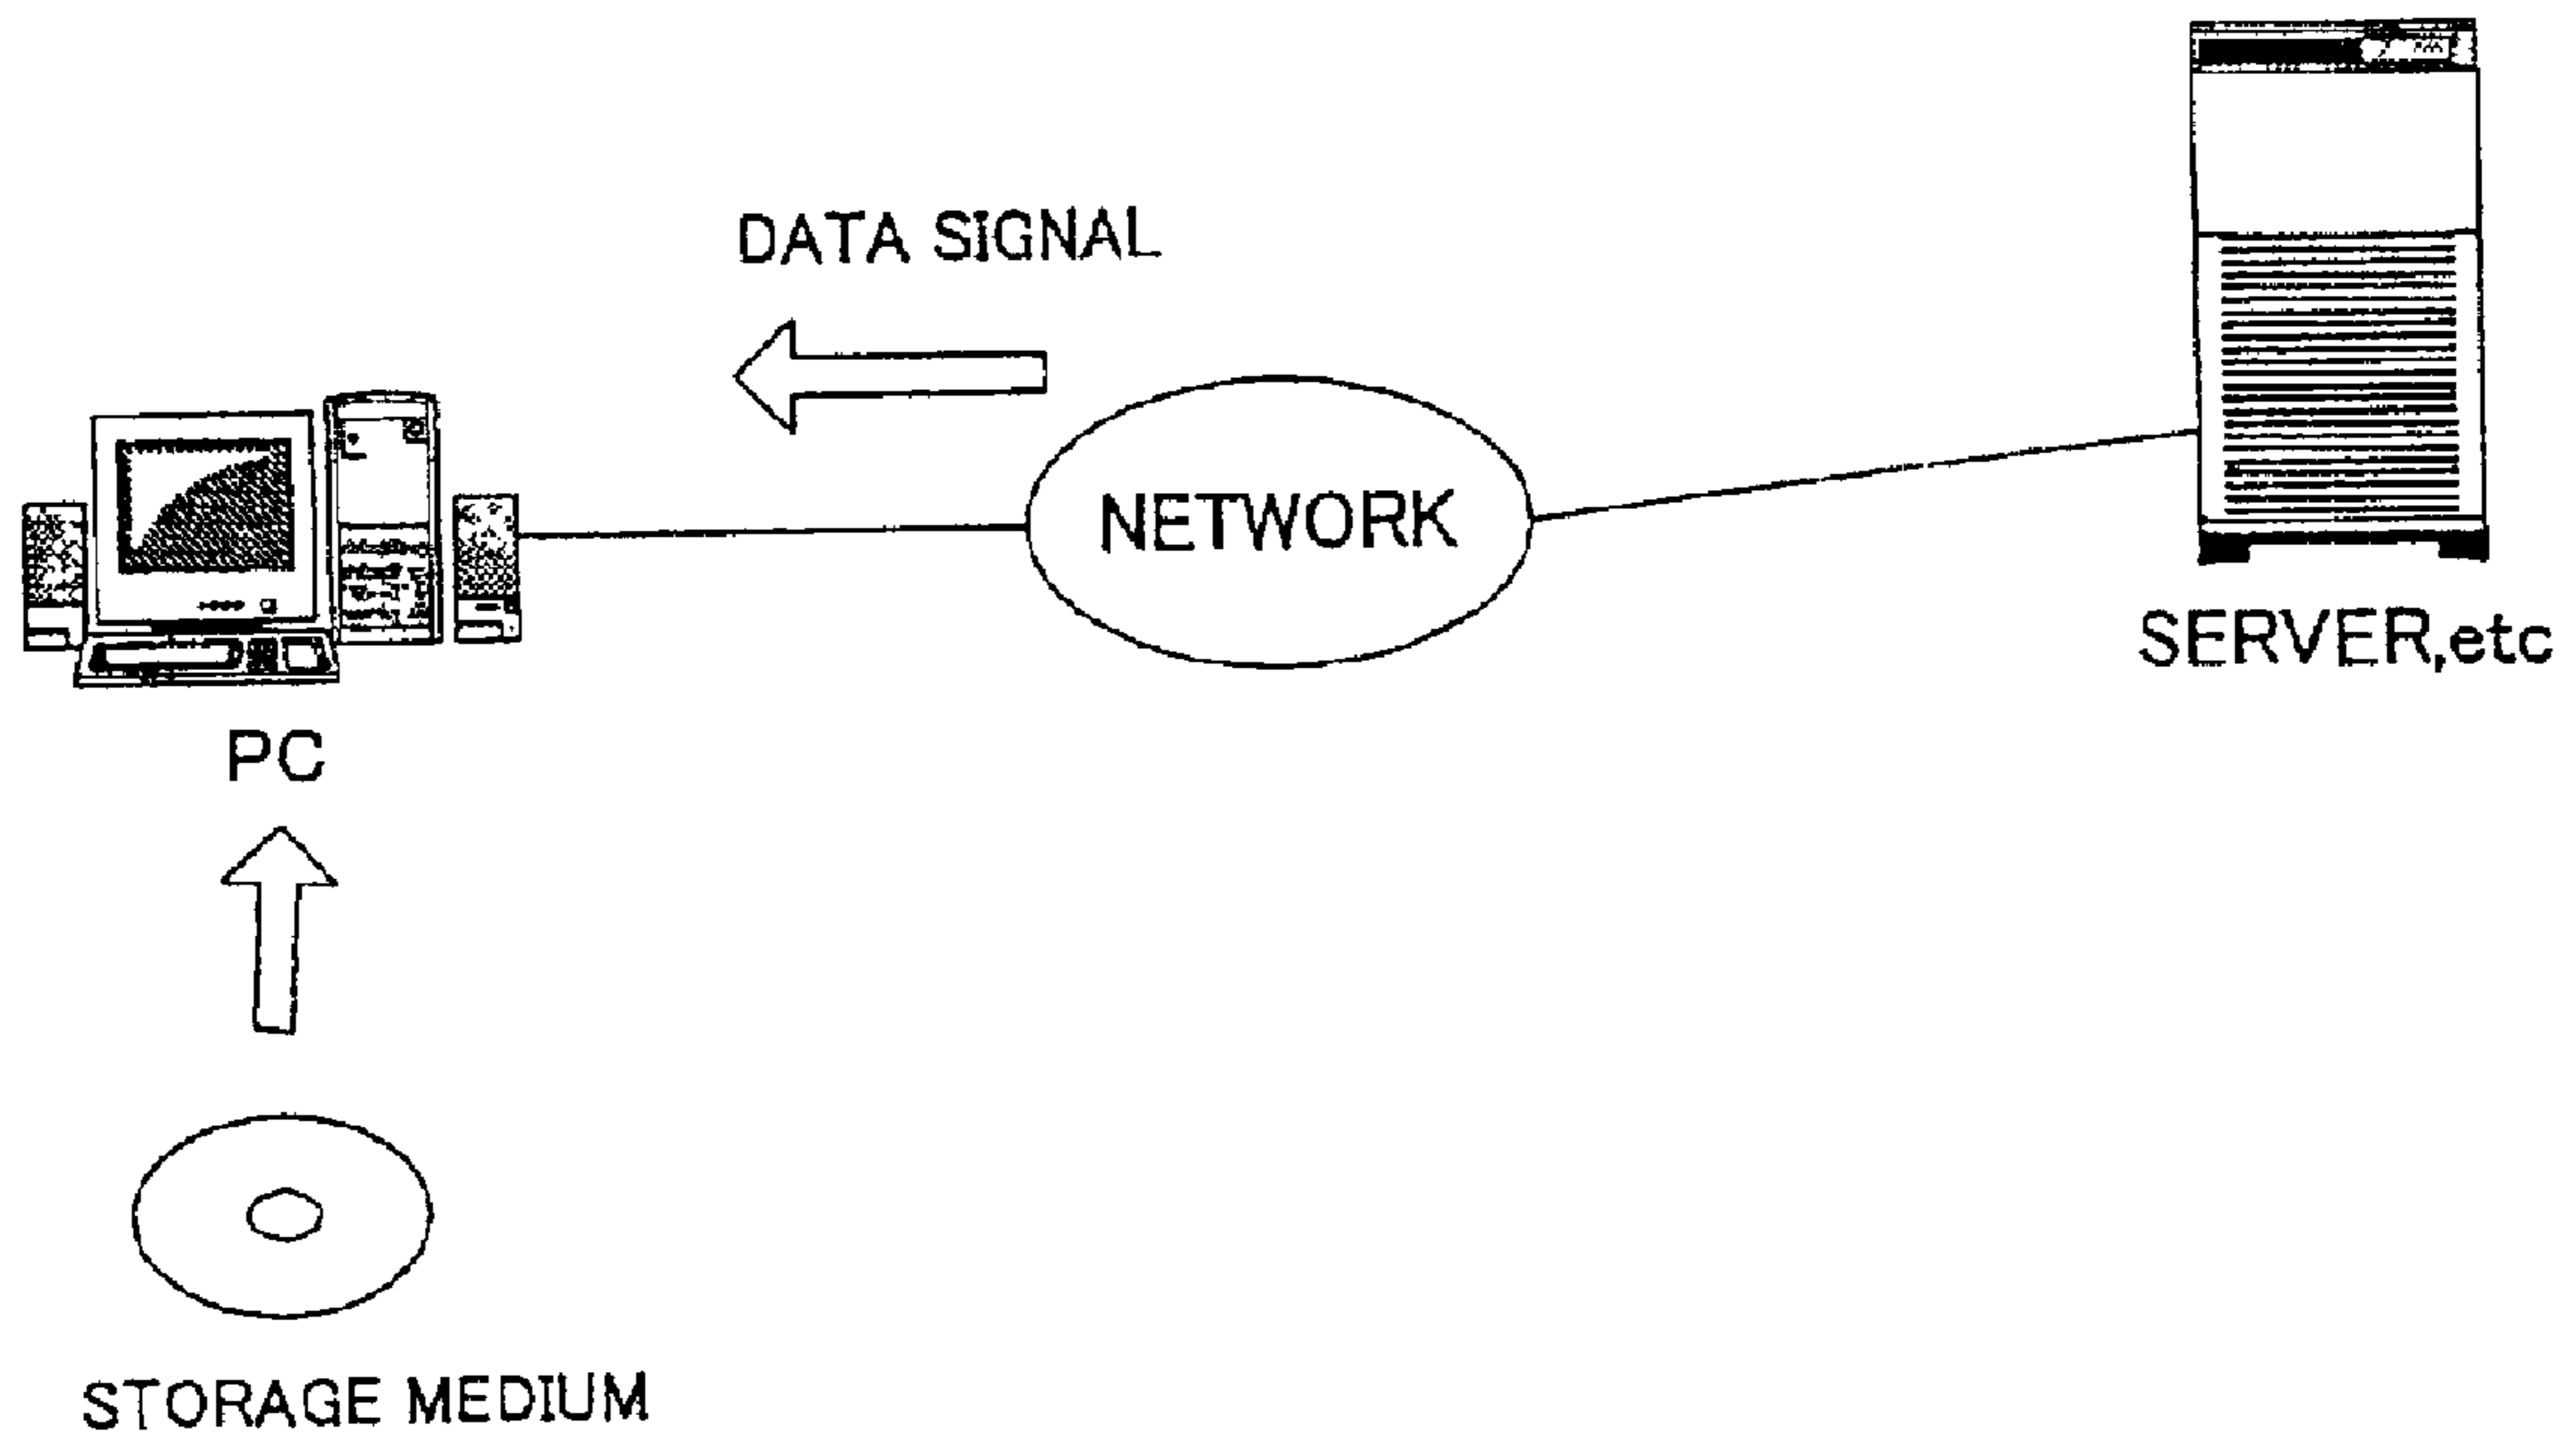 DATA SIGNAL
NETWORK
SERVER,etc
PC
STORAGE MEDIUM